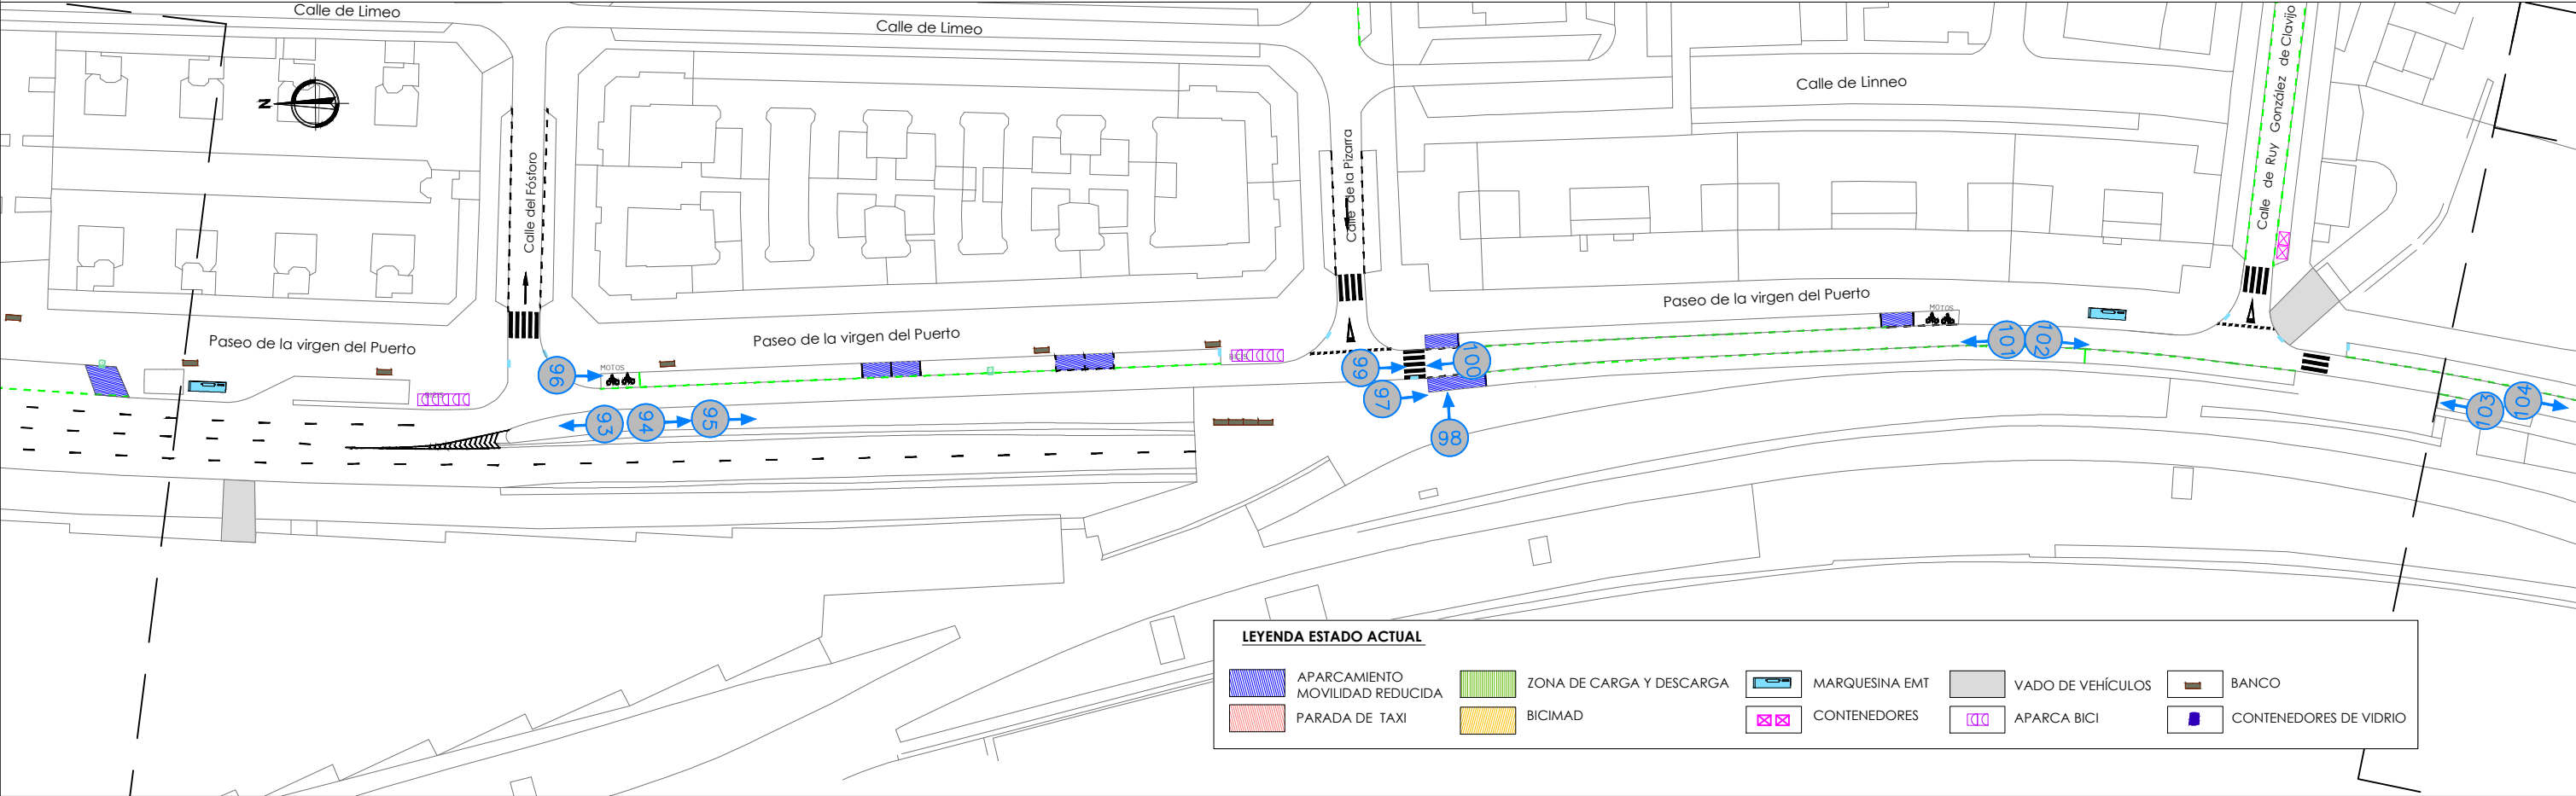 Calle de Limeo
Calle de Limeo
Calle de Linneo
Calle de Ruy González de Clavijo
N
Calle del Fósforo
Calle de la Pizarra
Paseo de la virgen del Puerto
Paseo de la virgen del Puerto
Paseo de la virgen del Puerto
MOTOS
MOTOS
96
93
94
95
99
97
98
100
101
102
103
104
LEYENDA ESTADO ACTUAL
APARCAMIENTO
MOVILIDAD REDUCIDA
ZONA DE CARGA Y DESCARGA
MARQUESINA EMT
VADO DE VEHÍCULOS
BANCO
PARADA DE TAXI
BICIMAD
CONTENEDORES
APARCA BICI
CONTENEDORES DE VIDRIO